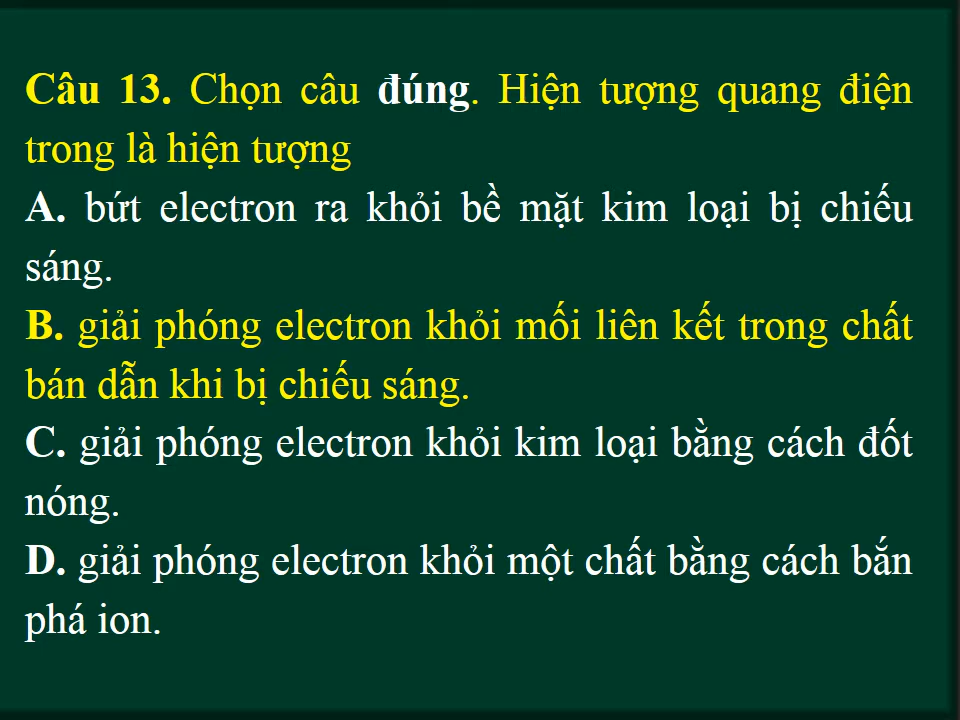 Câu 13. Chọn câu đúng. Hiện tượng quang điện
trong là hiện tượng
A. bứt electron ra khỏi bề mặt kim loại bị chiếu
sáng.
B. giải phóng electron khỏi mối liên kết trong chất
bán dẫn khi bị chiếu sáng.
C. giải phóng electron khỏi kim loại bằng cách đốt
nóng.
D. giải phóng electron khỏi một chất bằng cách bắn
phá ion.